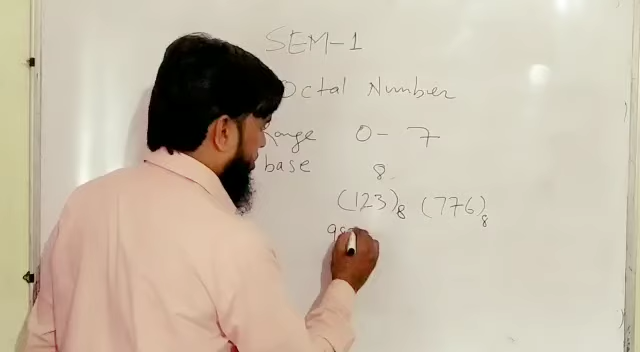 SEM-1
Octal Number
Range 0-7
base 8
(123)8 (776)8